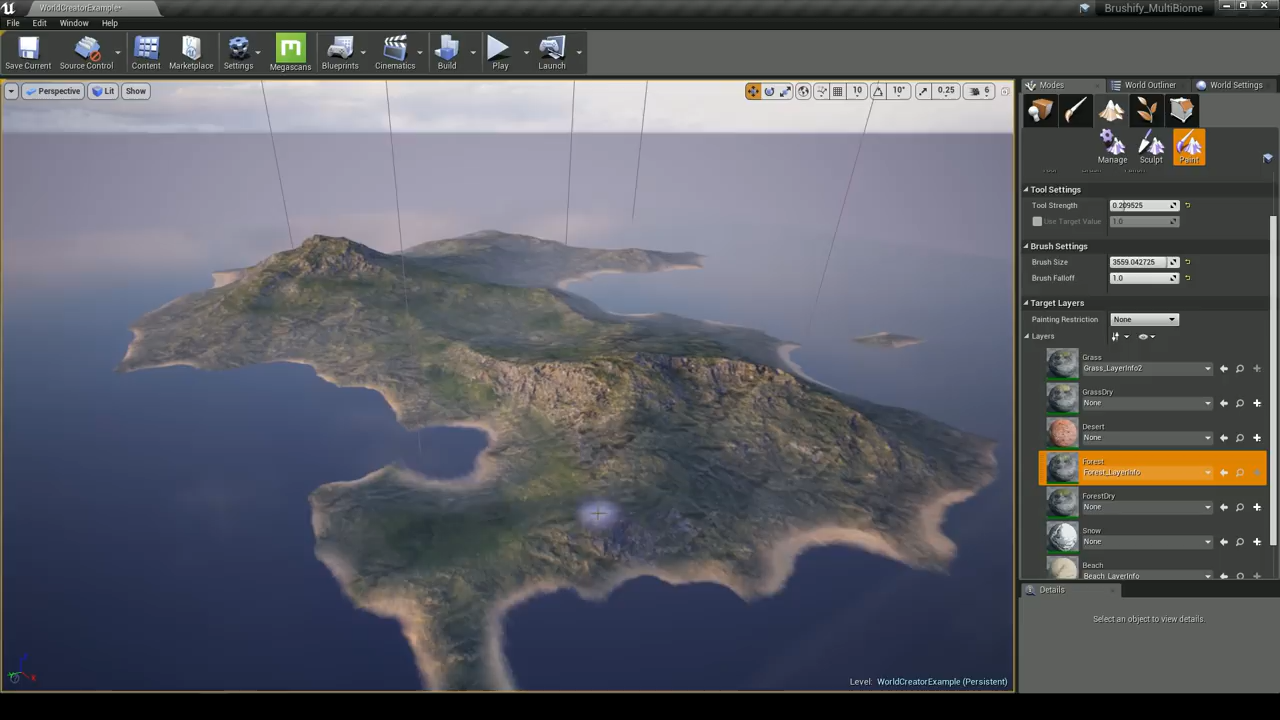 WorldCreatorExample*
Brushify_MultiBiome
File Edit Window Help
Save Current Source Control Content Marketplace Settings Megascans Blueprints Cinematics Build Play Launch
Perspective Lit Show
10 10° 0.25 6
Modes World Outliner World Settings
Manage Sculpt Paint
Tool Settings
Tool Strength 0.209525
Use Target Value 1.0
Brush Settings
Brush Size 3559.042725
Brush Falloff 1.0
Target Layers
Painting Restriction None
Layers
Grass
Grass_LayerInfo2
GrassDry
None
Desert
None
Forest
Forest_LayerInfo
ForestDry
None
Snow
None
Beach
Beach_LayerInfo
Details
Select an object to view details.
Level: WorldCreatorExample (Persistent)